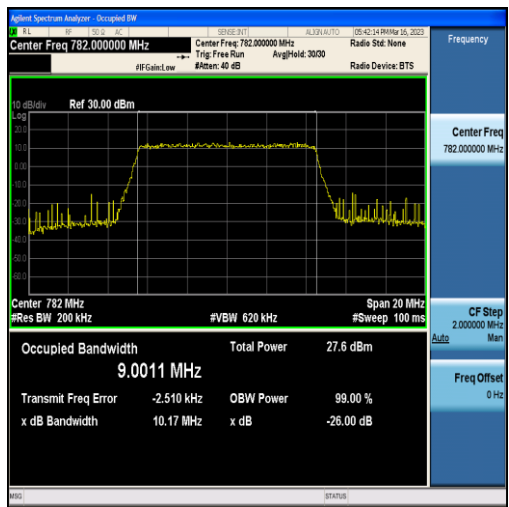 Agilent Spectrum Analyzer - Occupied BW
RL RF 50 Ω AC SENSE:INT ALIGN AUTO 05:42:14 PM Mar 16, 2023
Center Freq 782.000000 MHz
Center Freq: 782.000000 MHz
Radio Std: None
Trig: Free Run Avg|Hold: 30/30
#IFGain:Low #Atten: 40 dB Radio Device: BTS
10 dB/div Ref 30.00 dBm
Log
20.0
10.0
0.00
-10.0
-20.0
-30.0
-40.0
-50.0
-60.0
Center 782 MHz Span 20 MHz
#Res BW 200 kHz #VBW 620 kHz #Sweep 100 ms
Occupied Bandwidth Total Power 27.6 dBm
9.0011 MHz
Transmit Freq Error -2.510 kHz OBW Power 99.00 %
x dB Bandwidth 10.17 MHz x dB -26.00 dB
MSG STATUS
Frequency
Center Freq
782.000000 MHz
CF Step
2.000000 MHz
Auto Man
Freq Offset
0 Hz